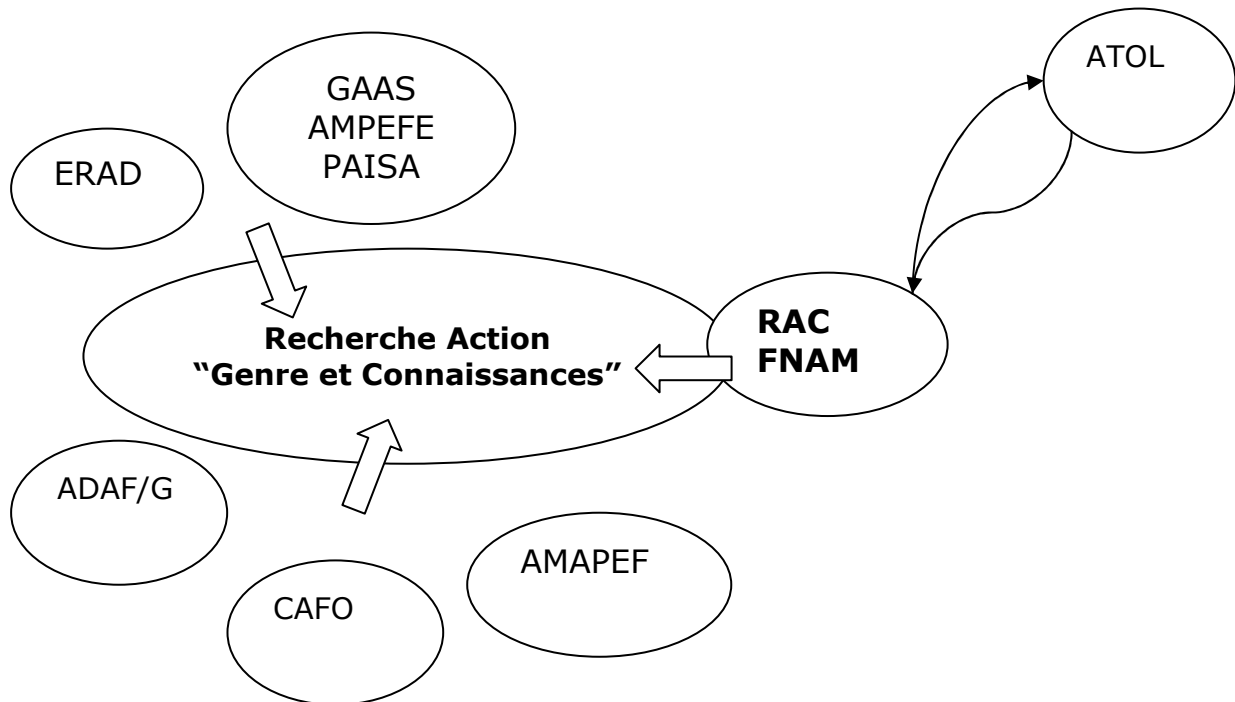 ATOL
GAAS
AMPEFE
PAISA
ERAD
Recherche Action
“Genre et Connaissances”
RAC
FNAM
ADAF/G
AMAPEF
CAFO